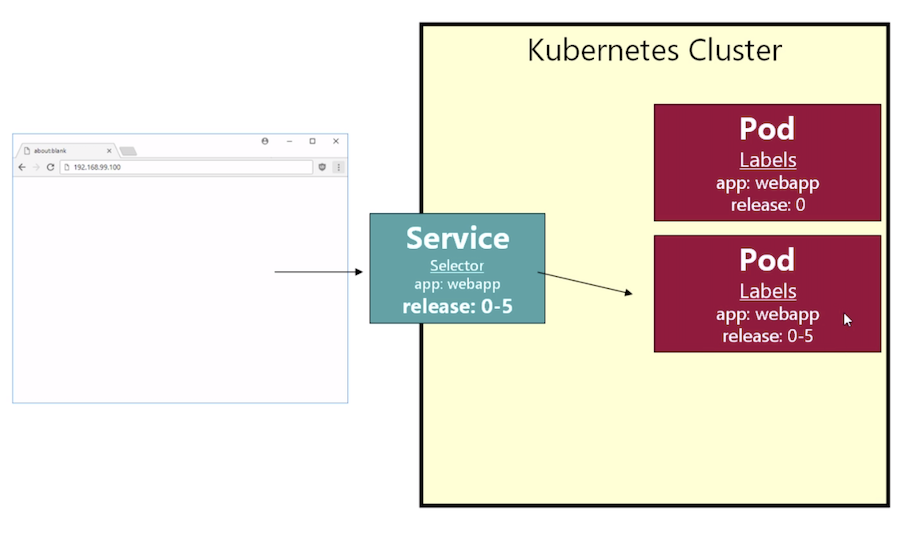 Kubernetes Cluster
about:blank
192.168.99.100
Service
Selector
app: webapp
release: 0-5
Pod
Labels
app: webapp
release: 0
Pod
Labels
app: webapp
release: 0-5